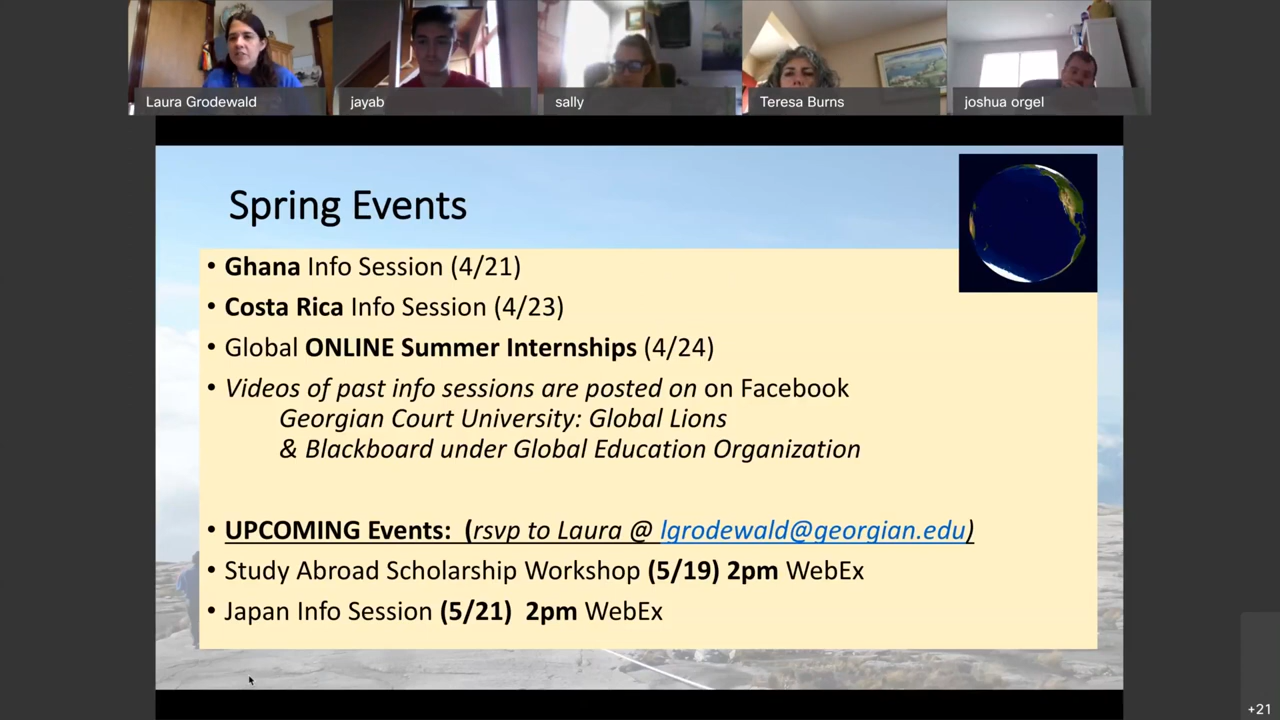 Laura Grodewald
jayab
sally
Teresa Burns
joshua orgel
Spring Events
• Ghana Info Session (4/21)
• Costa Rica Info Session (4/23)
• Global ONLINE Summer Internships (4/24)
• Videos of past info sessions are posted on on Facebook
Georgian Court University: Global Lions
& Blackboard under Global Education Organization
• UPCOMING Events: (rsvp to Laura @ lgrodewald@georgian.edu)
• Study Abroad Scholarship Workshop (5/19) 2pm WebEx
• Japan Info Session (5/21) 2pm WebEx
+21